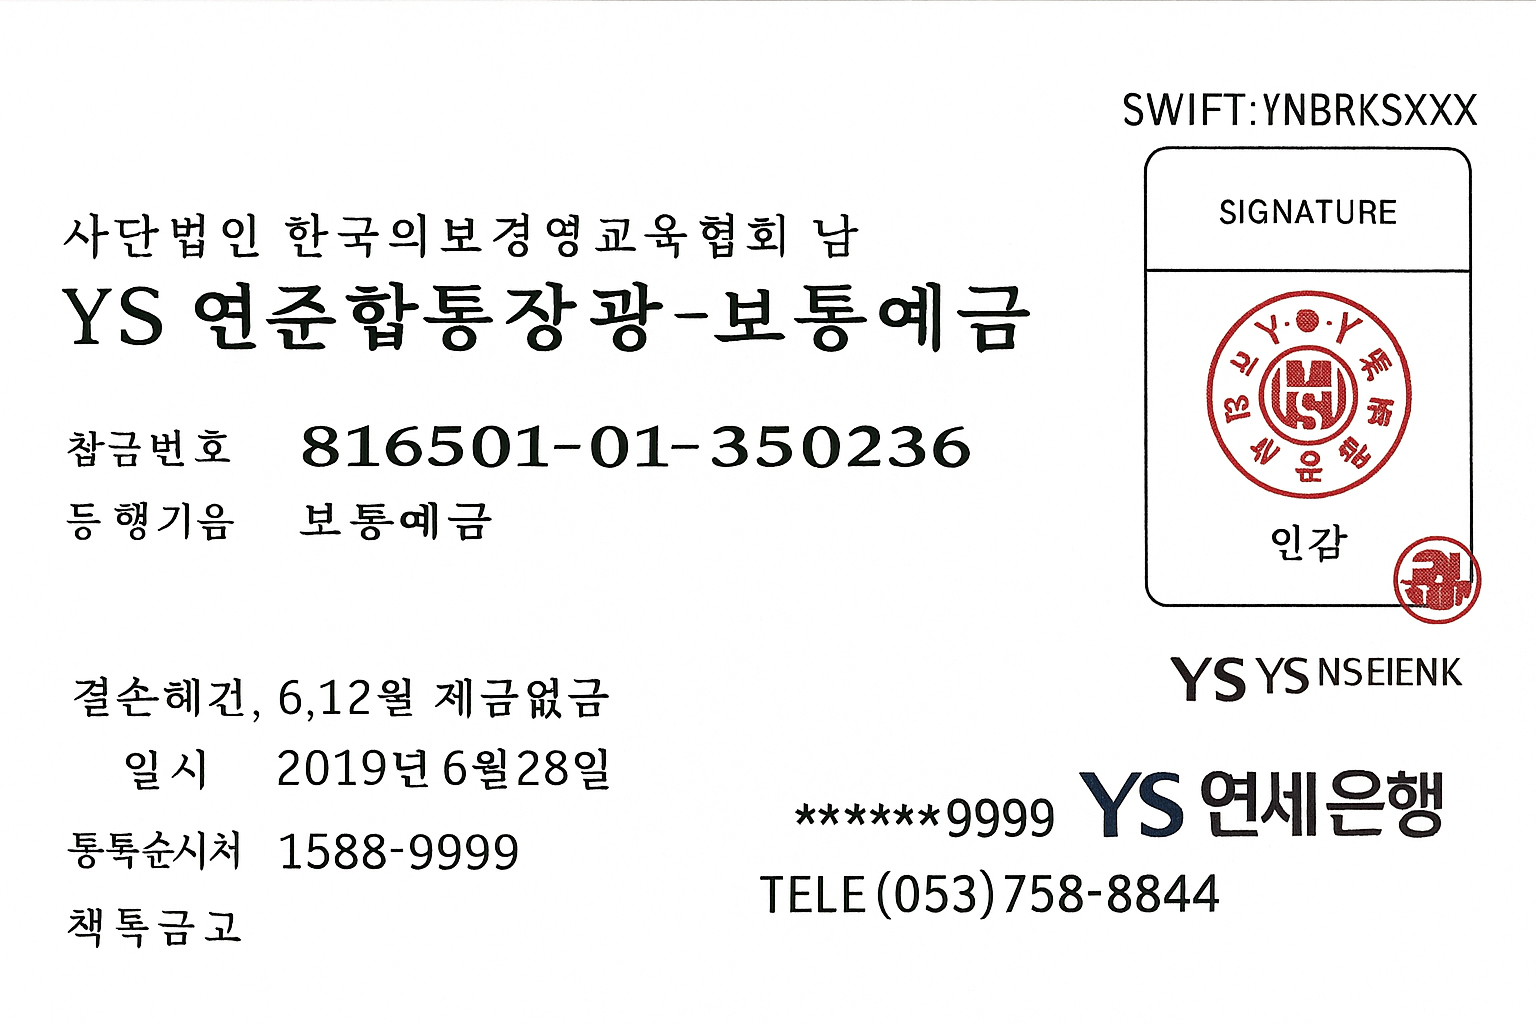 SWIFT:YNBRKSXXX
SIGNATURE
사단법인 한국의보경영교육협회 남
YS 연준합통장광-보통예금
참금번호 816501-01-350236
등행기음 보통예금
인감
결손헤건, 6,12월 제금없금
일시 2019년 6월28일
통톡순시처 1588-9999
책톡금고
YS YS NSEIENK
******9999 YS 연세은행
TELE(053)758-8844